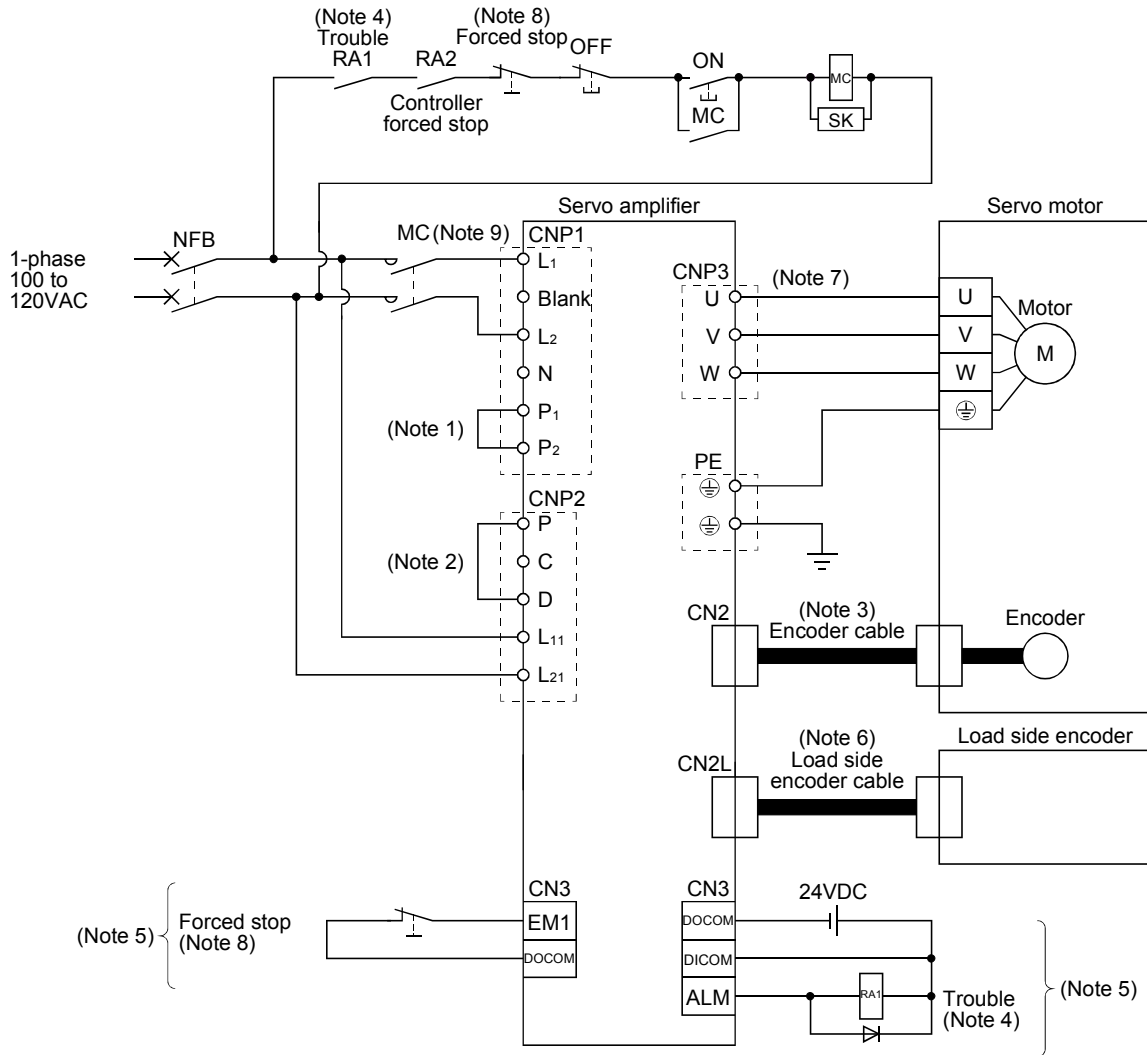 (Note 4)
Trouble
RA1
RA2
Controller
forced stop
(Note 8)
Forced stop
OFF
ON
MC
MC
SK
1-phase
100 to
120VAC
NFB
MC (Note 9)
Servo amplifier
CNP1
L1
Blank
L2
N
P1
P2
(Note 1)
CNP2
P
C
D
L11
L21
(Note 2)
CNP3
U
V
W
(Note 7)
PE
Servo motor
U
V
W
Motor
M
CN2
(Note 3)
Encoder cable
Encoder
CN2L
(Note 6)
Load side
encoder cable
Load side encoder
(Note 5)
Forced stop
(Note 8)
CN3
EM1
DOCOM
CN3
DOCOM
DICOM
ALM
24VDC
RA1
Trouble
(Note 4)
(Note 5)